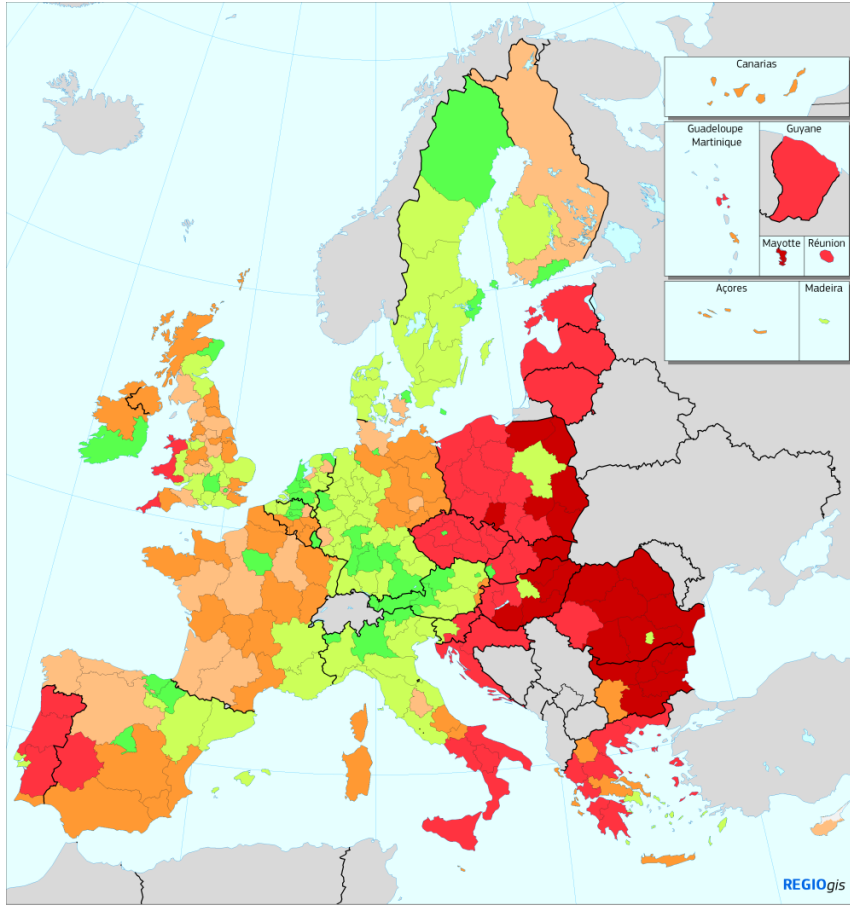 Canarias
Guadeloupe
Martinique
Guyane
Mayotte
Réunion
Açores
Madeira
REGIOgis